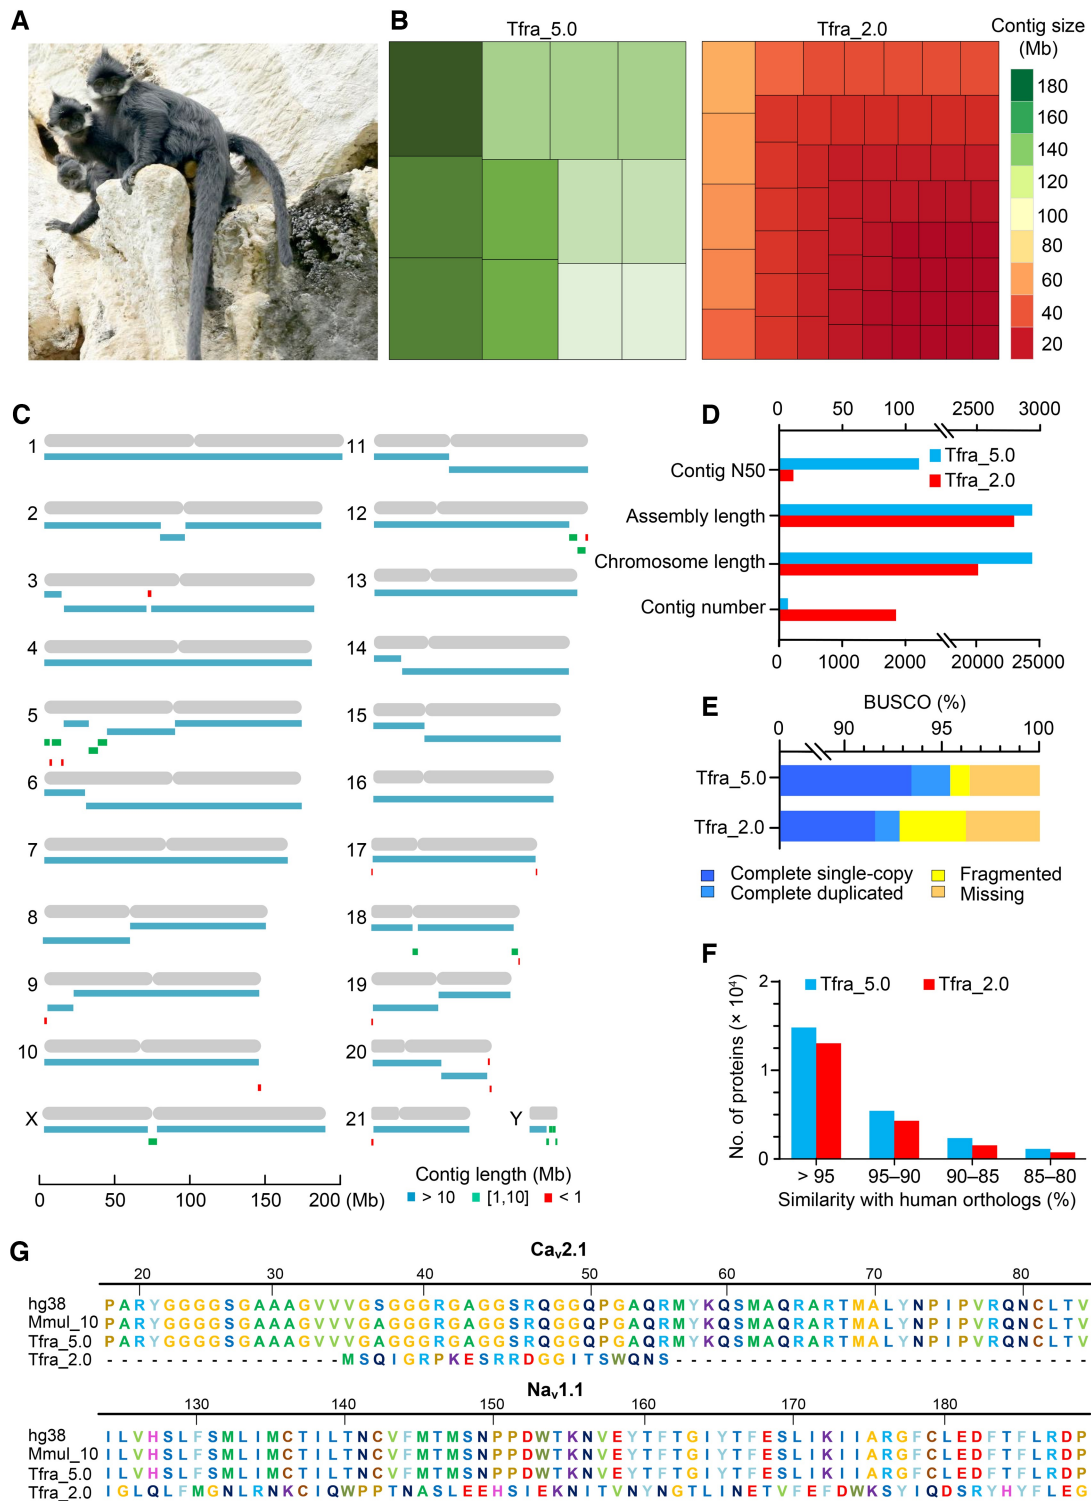 A
B
Tfra_5.0
Tfra_2.0
Contig size
(Mb)
180
160
140
120
100
80
60
40
20
C
1
2
3
4
5
6
7
8
9
10
X
11
12
13
14
15
16
17
18
19
20
21
Y
0 50 100 150 200 (Mb)
Contig length (Mb)
> 10 [1,10] < 1
D
0 50 100 2500 3000
Tfra_5.0
Tfra_2.0
Contig N50
Assembly length
Chromosome length
Contig number
0 1000 2000 20000 25000
E
BUSCO (%)
0 90 95 100
Tfra_5.0
Tfra_2.0
Complete single-copy
Complete duplicated
Fragmented
Missing
F
No. of proteins (× 10⁴)
2
1
0
Tfra_5.0 Tfra_2.0
> 95 95–90 90–85 85–80
Similarity with human orthologs (%)
G
Caᵥ2.1
20 30 40 50 60 70 80
hg38 PARYGGGGSGAAAGVVVGSGGGRGAGGSRQGGQPGAQRMYKQSMAQRARTMALYNPIPVRQNCLTV
Mmul_10 PARYGGGGSGAAAGVVVGAGGGRGAGGSRQGGQPGAQRMYKQSMAQRARTMALYNPIPVRQNCLTV
Tfra_5.0 PARYGGGGSGAAAGVVVGAGGGRGAGGSRQGGQPGAQRMYKQSMAQRARTMALYNPIPVRQNCLTV
Tfra_2.0 -----------------MSQIGRPKESRRDGGITSWQNS----------------------------
Naᵥ1.1
130 140 150 160 170 180
hg38 ILVHSLFSMLIMCTILTNCVFMTMSNPPDWTKNVEYTFTGIYTFESLIKIIARGFCLEDFTFLRDP
Mmul_10 ILVHSLFSMLIMCTILTNCVFMTMSNPPDWTKNVEYTFTGIYTFESLIKIIARGFCLEDFTFLRDP
Tfra_5.0 ILVHSLFSMLIMCTILTNCVFMTMSNPPDWTKNVEYTFTGIYTFESLIKIIARGFCLEDFTFLRDP
Tfra_2.0 IGLQLFMGNLRNKCIQWPPTNASLEEHSIEKNITVNYNGTLINETVFEFDWKSYIQDSRYHYFLEG